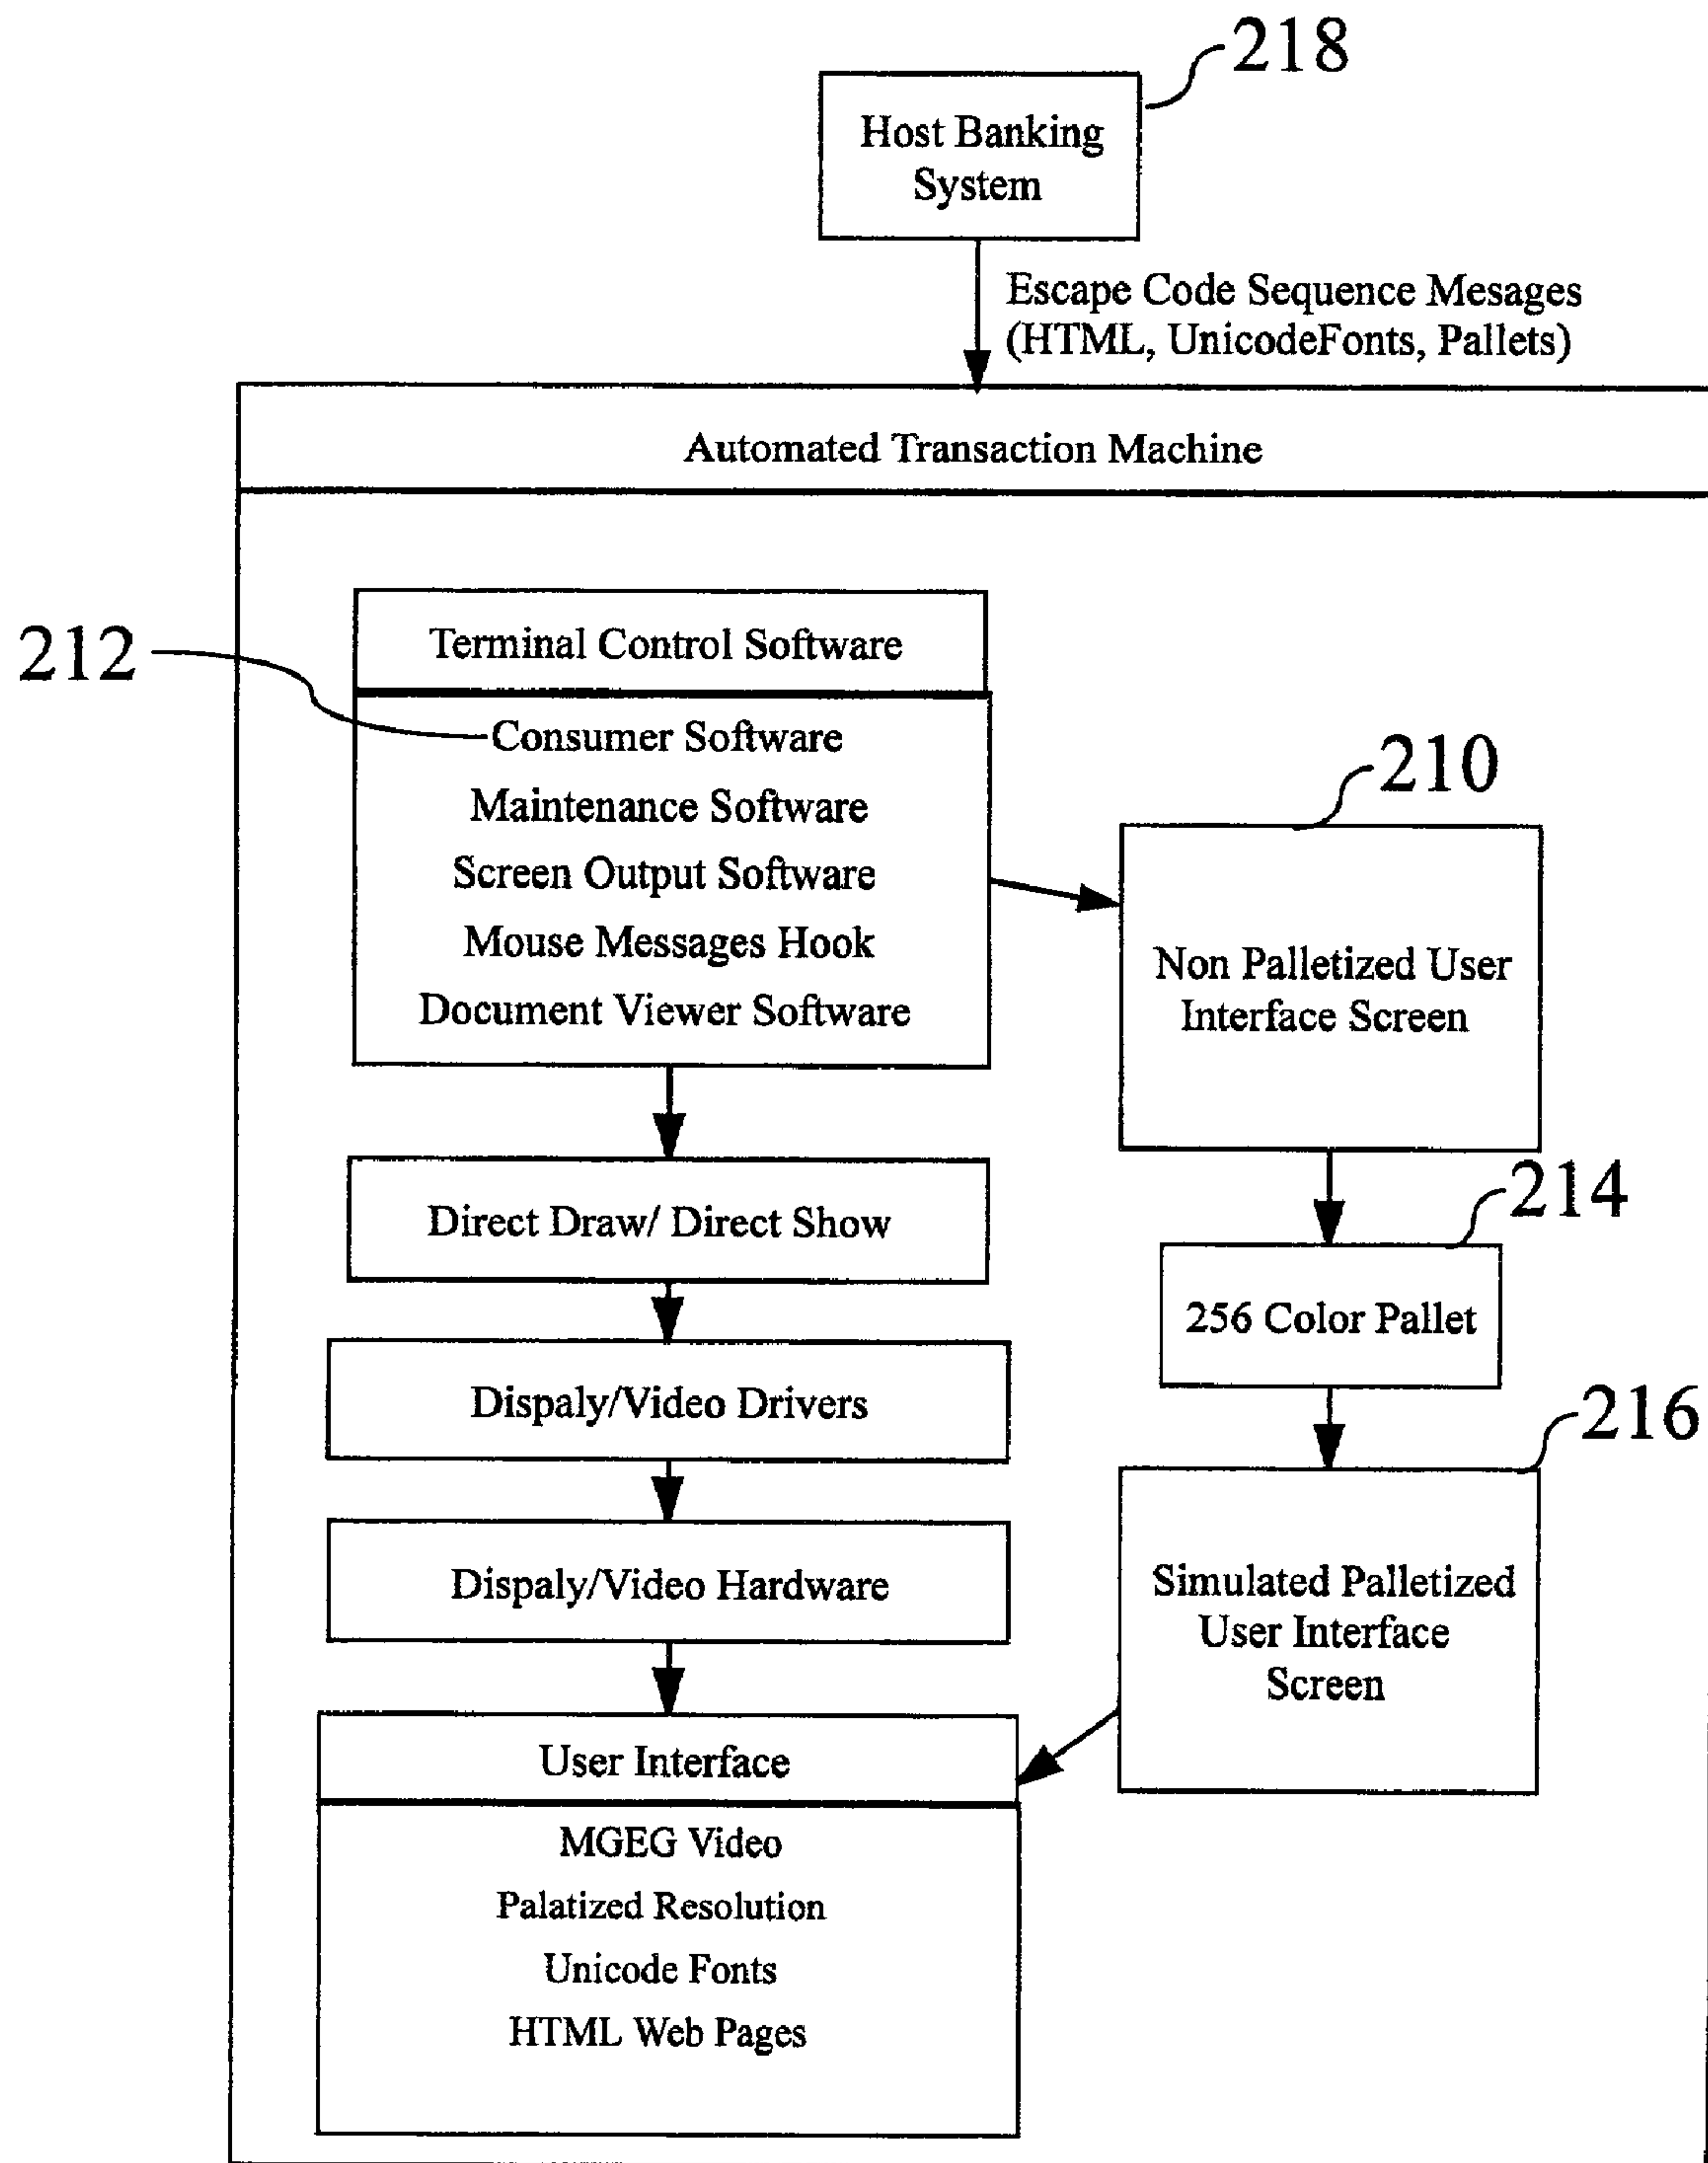 218
Host Banking
System
Escape Code Sequence Mesages
(HTML, UnicodeFonts, Pallets)
Automated Transaction Machine
212
Terminal Control Software
Consumer Software
Maintenance Software
Screen Output Software
Mouse Messages Hook
Document Viewer Software
210
Non Palletized User
Interface Screen
Direct Draw/ Direct Show
214
256 Color Pallet
Dispaly/Video Drivers
216
Dispaly/Video Hardware
Simulated Palletized
User Interface
Screen
User Interface
MGEG Video
Palatized Resolution
Unicode Fonts
HTML Web Pages